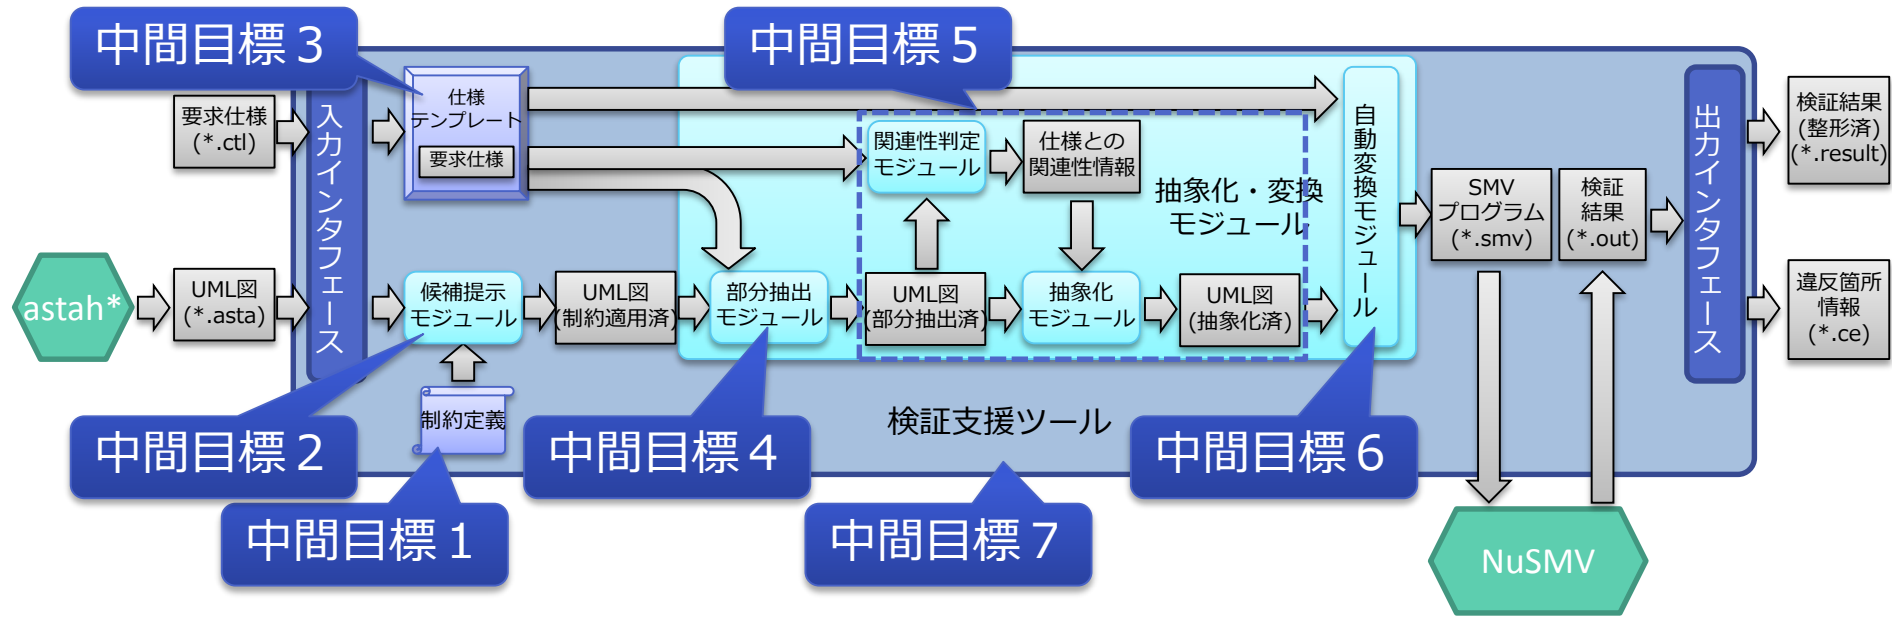 中間目標３
中間目標５
要求仕様
(*.ctl)
入力インタフェース
仕様
テンプレート
要求仕様
関連性判定
モジュール
仕様との
関連性情報
抽象化・変換
モジュール
自動変換モジュール
SMV
プログラム
(*.smv)
検証
結果
(*.out)
出力インタフェース
検証結果
(整形済)
(*.result)
astah*
UML図
(*.asta)
候補提示
モジュール
UML図
(制約適用済)
部分抽出
モジュール
UML図
(部分抽出済)
抽象化
モジュール
UML図
(抽象化済)
違反箇所
情報
(*.ce)
制約定義
検証支援ツール
中間目標２
中間目標４
中間目標６
中間目標１
中間目標７
NuSMV